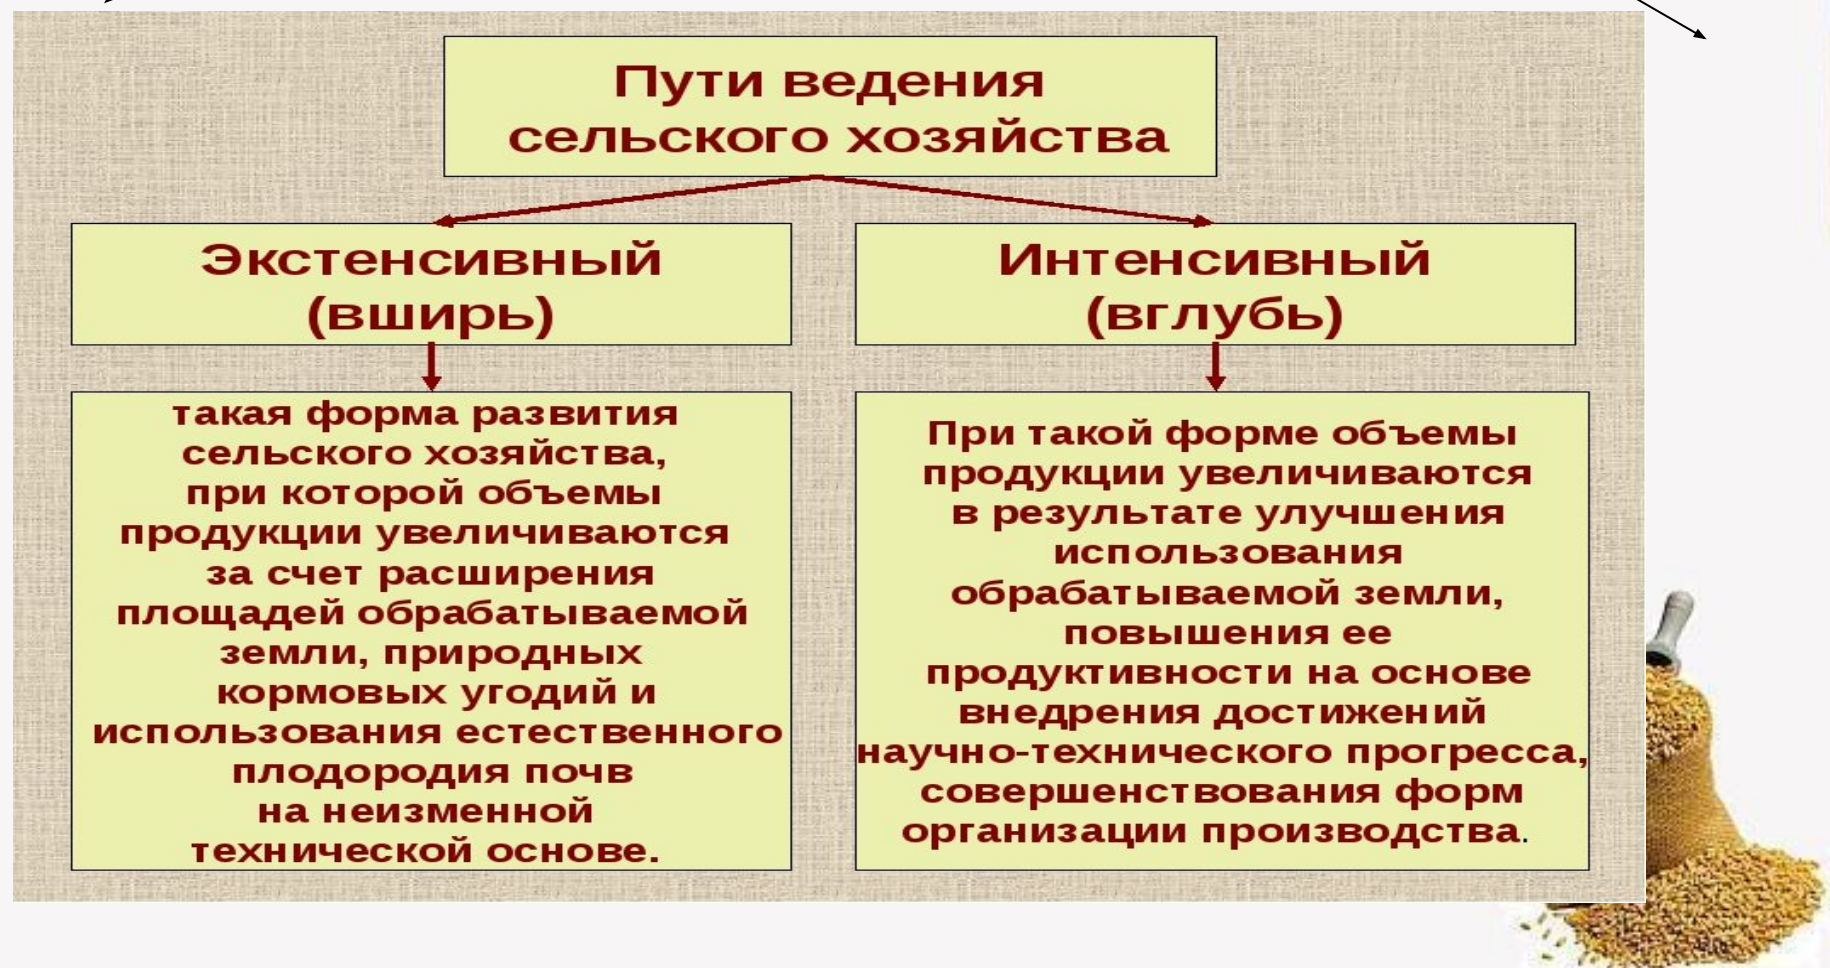 Пути ведения
сельского хозяйства
Экстенсивный
(вширь)
такая форма развития
сельского хозяйства,
при которой объемы
продукции увеличиваются
за счет расширения
площадей обрабатываемой
земли, природных
кормовых угодий и
использования естественного
плодородия почв
на неизменной
технической основе.
Интенсивный
(вглубь)
При такой форме объемы
продукции увеличиваются
в результате улучшения
использования
обрабатываемой земли,
повышения ее
продуктивности на основе
внедрения достижений
научно-технического прогресса,
совершенствования форм
организации производства.